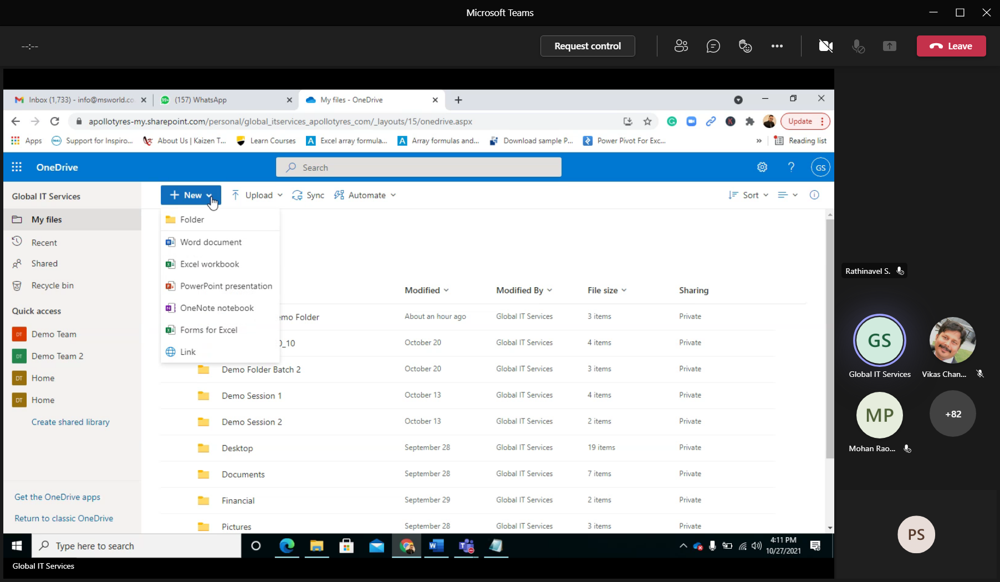 Microsoft Teams
--:--
Request control
Leave
Inbox (1,733) - info@msworld.co
99+
(157) WhatsApp
My files - OneDrive
apollotyres-my.sharepoint.com/personal/global_itservices_apollotyres_com/_layouts/15/onedrive.aspx
Update
Apps
Support for Inspiro...
About Us | Kaizen T...
Learn Courses
Excel array formula...
Array formulas and...
Download sample P...
Power Pivot For Exc...
»
Reading list
OneDrive
Search
?
GS
Global IT Services
+ New
Upload
Sync
Automate
Sort
My files
Recent
Shared
Recycle bin
Quick access
DT Demo Team
DT Demo Team 2
DT Home
DT Home
Create shared library
Get the OneDrive apps
Return to classic OneDrive
Folder
Word document
Excel workbook
PowerPoint presentation
OneNote notebook
Forms for Excel
Link
Modified
Modified By
File size
Sharing
emo Folder About an hour ago Global IT Services 3 items Private
0_10 October 20 Global IT Services 4 items Private
Demo Folder Batch 2 October 20 Global IT Services 3 items Private
Demo Session 1 October 13 Global IT Services 4 items Private
Demo Session 2 October 13 Global IT Services 2 items Private
Desktop September 28 Global IT Services 19 items Private
Documents September 28 Global IT Services 7 items Private
Financial September 29 Global IT Services 2 items Private
Pictures September 28 Global IT Services 3 items Private
Type here to search
4:11 PM
10/27/2021
Global IT Services
Rathinavel S.
GS
Global IT Services
Vikas Chan...
MP
Mohan Rao...
+82
PS